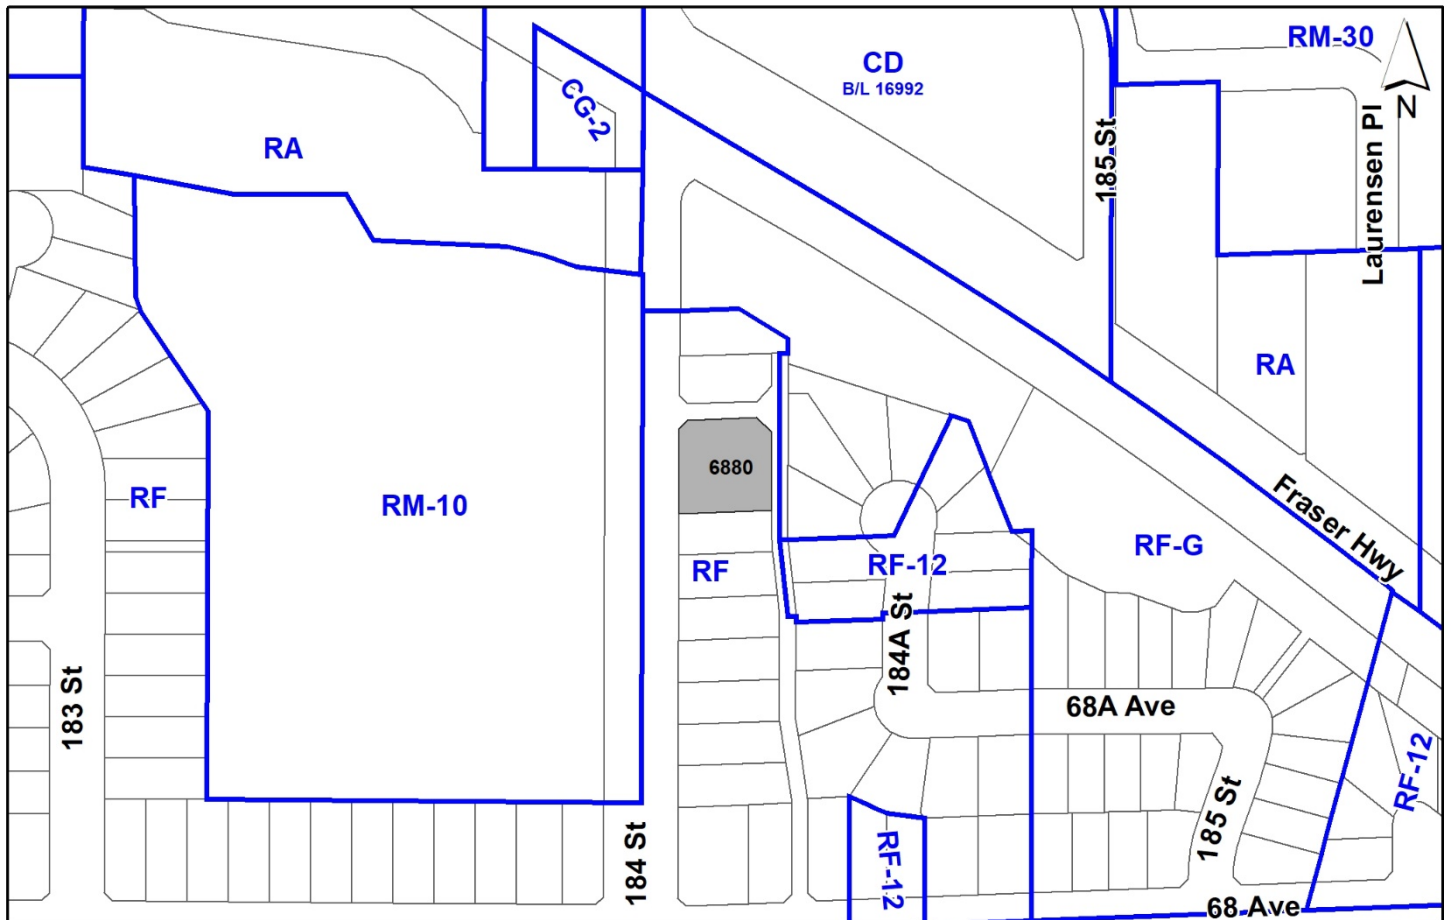 RM-30
CD
B/L 16992
CG-2
N
RA
185 St
Laurensen Pl
RA
6880
RF
RM-10
Fraser Hwy
RF-G
RF
RF-12
184A St
183 St
68A Ave
RF-12
185 St
184 St
RF-12
68 Ave